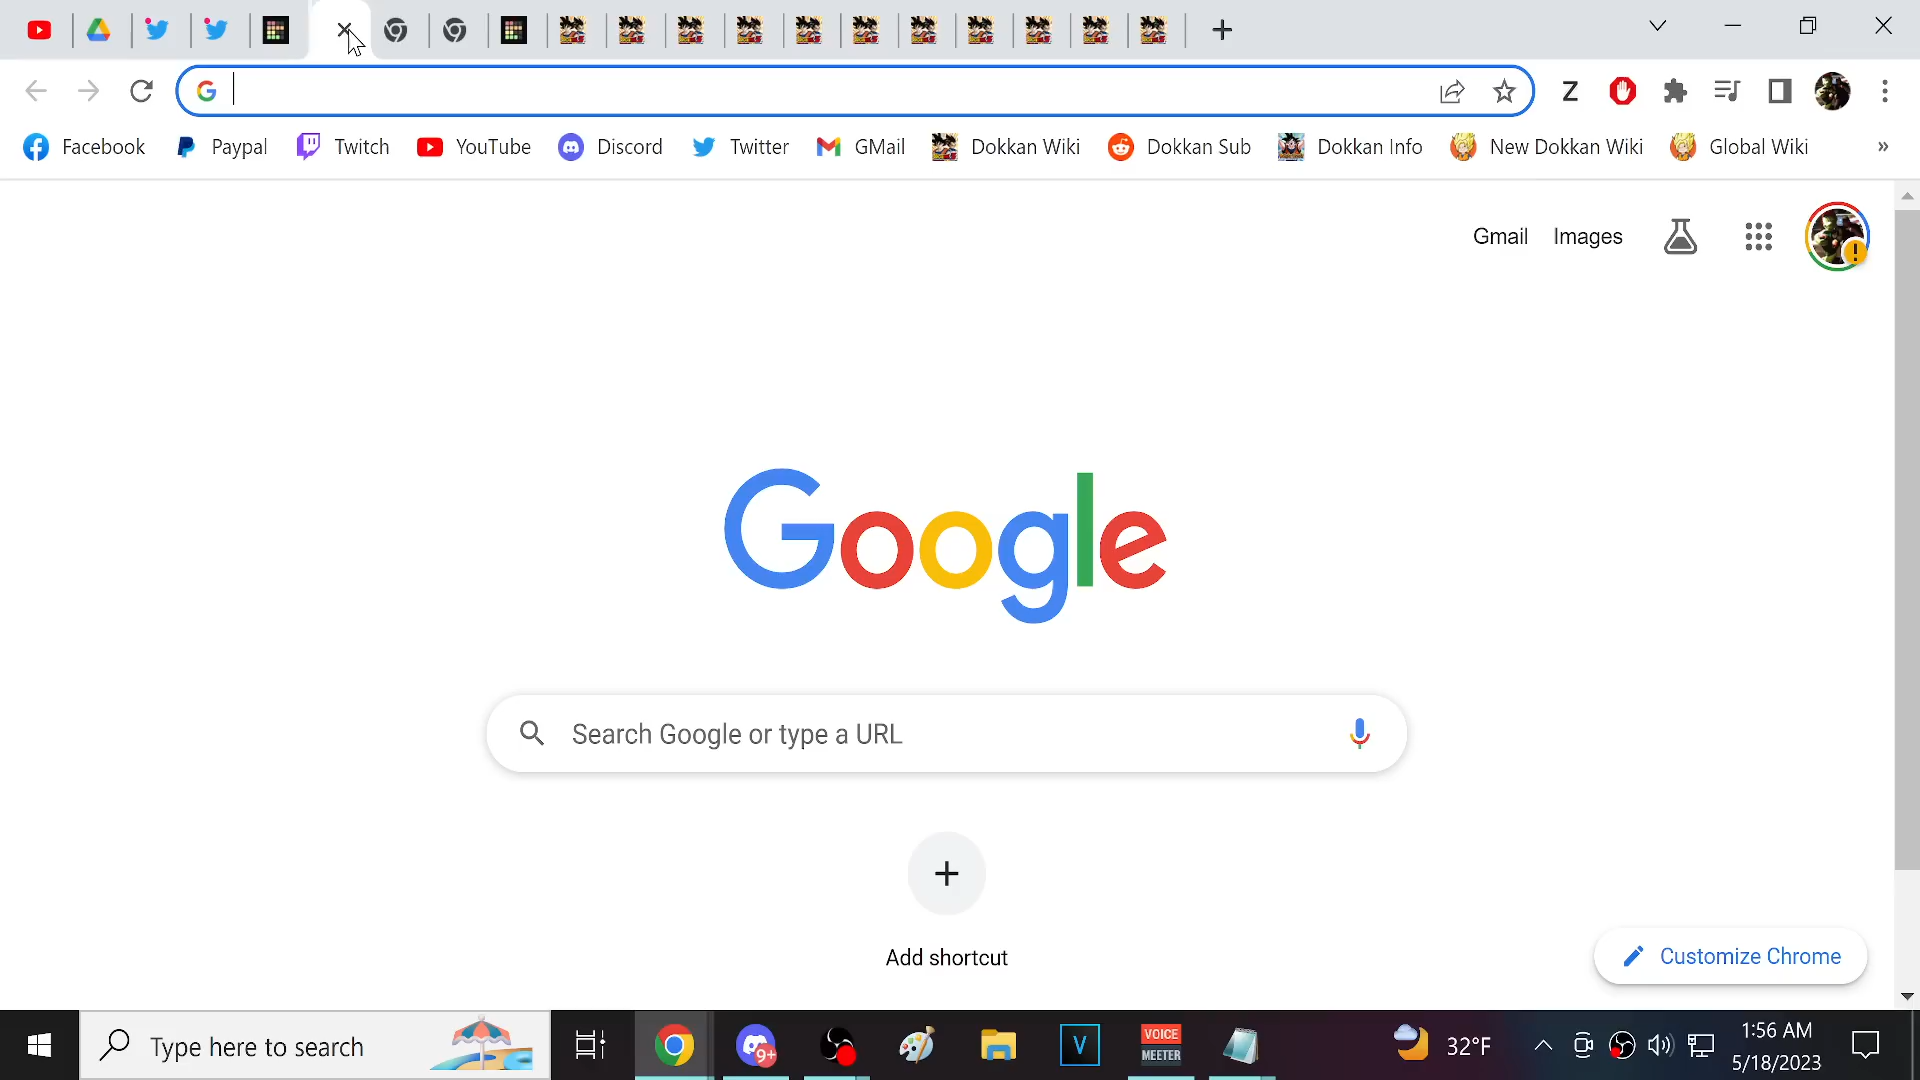 Facebook Paypal Twitch YouTube Discord Twitter GMail Dokkan Wiki Dokkan Sub Dokkan Info New Dokkan Wiki Global Wiki »
Gmail Images
Google
Search Google or type a URL
Add shortcut
Customize Chrome
Type here to search
9+
V
VOICE
MEETER
32°F
1:56 AM
5/18/2023